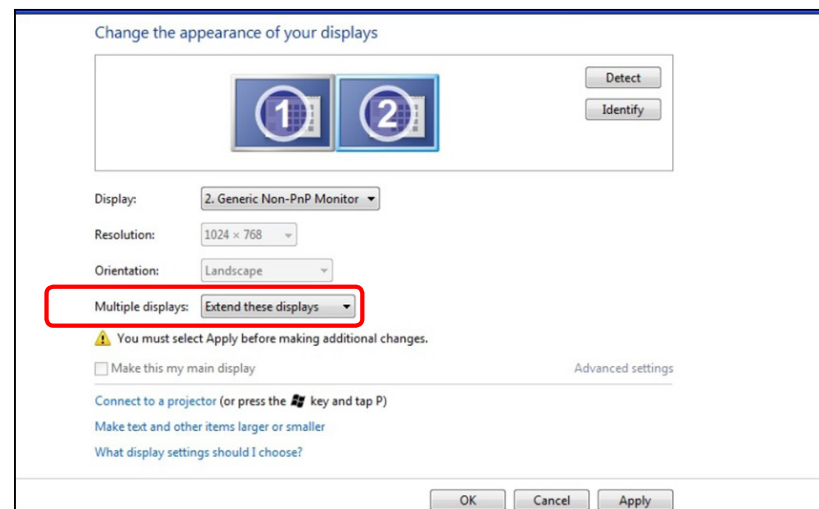 Change the appearance of your displays
1 2
Detect
Identify
Display: 2. Generic Non-PnP Monitor
Resolution: 1024 × 768
Orientation: Landscape
Multiple displays: Extend these displays
You must select Apply before making additional changes.
Make this my main display Advanced settings
Connect to a projector (or press the key and tap P)
Make text and other items larger or smaller
What display settings should I choose?
OK Cancel Apply